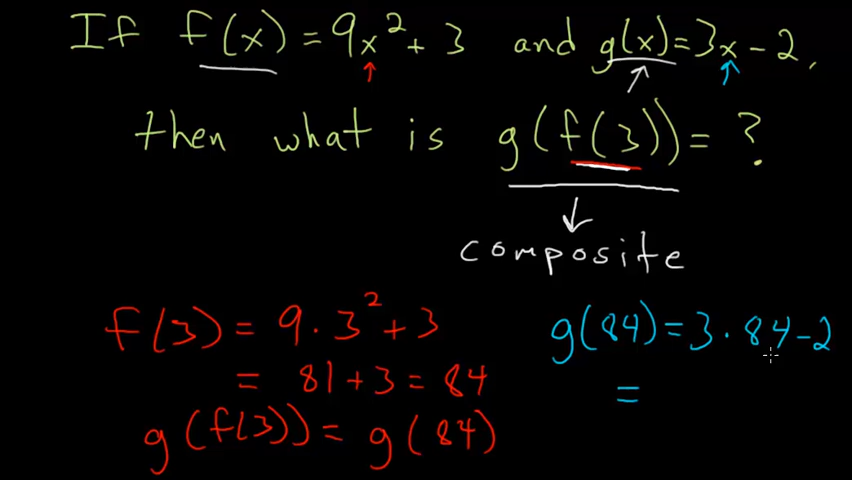 If f(x) = 9x² + 3 and g(x) = 3x - 2,
then what is g(f(3)) = ?
composite
f(3) = 9 · 3² + 3
= 81 + 3 = 84
g(f(3)) = g(84)
g(84) = 3 · 84 - 2
=